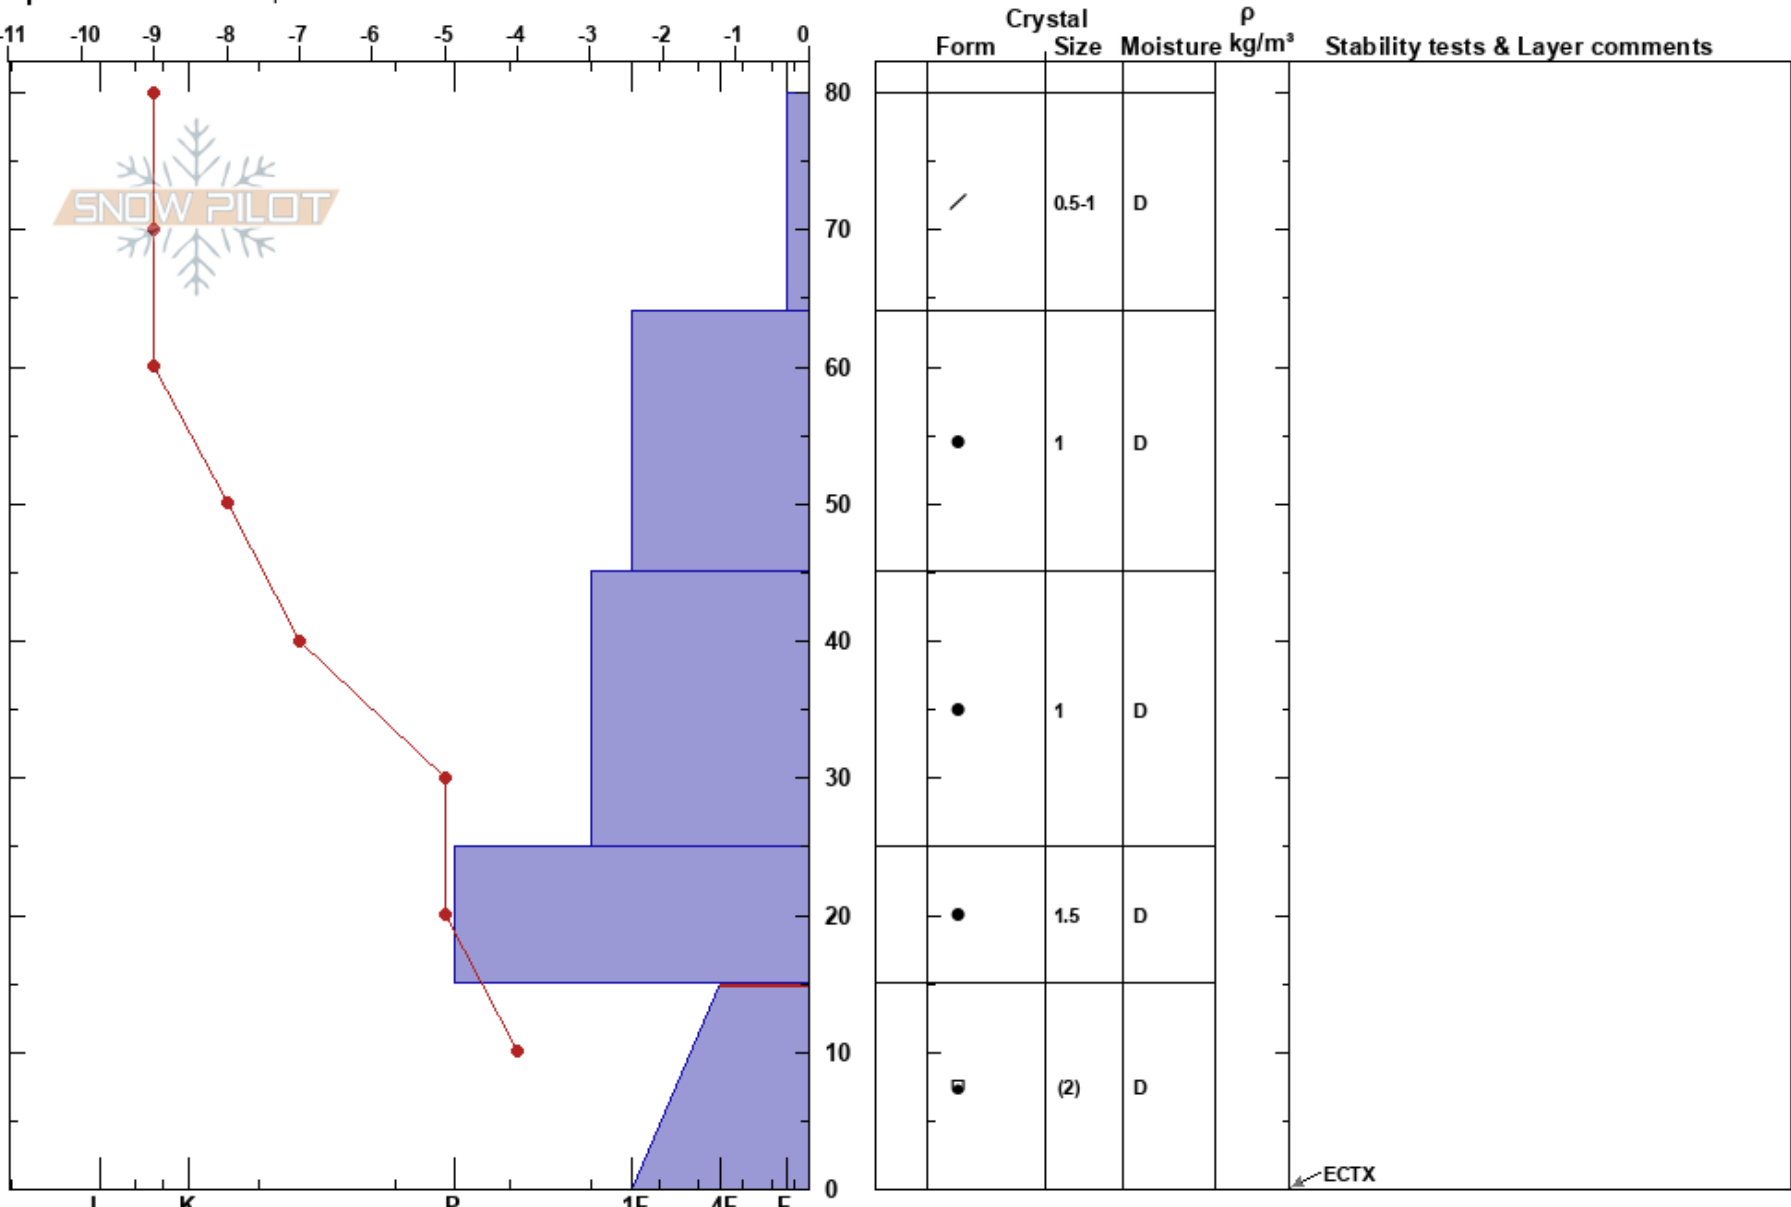 -11 -10 -9 -8 -7 -6 -5 -4 -3 -2 -1 0
Crystal ρ
Form Size Moisture kg/m³ Stability tests & Layer comments
80
SNOW PILOT
0.5-1 D
70
60
1 D
50
40
1 D
30
20
1.5 D
10
(2) D
ECTX
0
I K P 1F 4F F